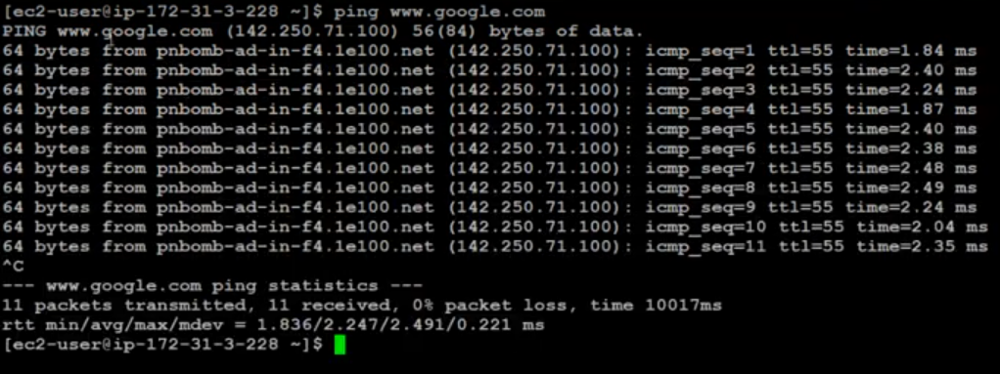 [ec2-user@ip-172-31-3-228 ~]$ ping www.google.com
PING www.google.com (142.250.71.100) 56(84) bytes of data.
64 bytes from pnbomb-ad-in-f4.1e100.net (142.250.71.100): icmp_seq=1 ttl=55 time=1.84 ms
64 bytes from pnbomb-ad-in-f4.1e100.net (142.250.71.100): icmp_seq=2 ttl=55 time=2.40 ms
64 bytes from pnbomb-ad-in-f4.1e100.net (142.250.71.100): icmp_seq=3 ttl=55 time=2.24 ms
64 bytes from pnbomb-ad-in-f4.1e100.net (142.250.71.100): icmp_seq=4 ttl=55 time=1.87 ms
64 bytes from pnbomb-ad-in-f4.1e100.net (142.250.71.100): icmp_seq=5 ttl=55 time=2.40 ms
64 bytes from pnbomb-ad-in-f4.1e100.net (142.250.71.100): icmp_seq=6 ttl=55 time=2.38 ms
64 bytes from pnbomb-ad-in-f4.1e100.net (142.250.71.100): icmp_seq=7 ttl=55 time=2.48 ms
64 bytes from pnbomb-ad-in-f4.1e100.net (142.250.71.100): icmp_seq=8 ttl=55 time=2.49 ms
64 bytes from pnbomb-ad-in-f4.1e100.net (142.250.71.100): icmp_seq=9 ttl=55 time=2.24 ms
64 bytes from pnbomb-ad-in-f4.1e100.net (142.250.71.100): icmp_seq=10 ttl=55 time=2.04 ms
64 bytes from pnbomb-ad-in-f4.1e100.net (142.250.71.100): icmp_seq=11 ttl=55 time=2.35 ms
^C
--- www.google.com ping statistics ---
11 packets transmitted, 11 received, 0% packet loss, time 10017ms
rtt min/avg/max/mdev = 1.836/2.247/2.491/0.221 ms
[ec2-user@ip-172-31-3-228 ~]$